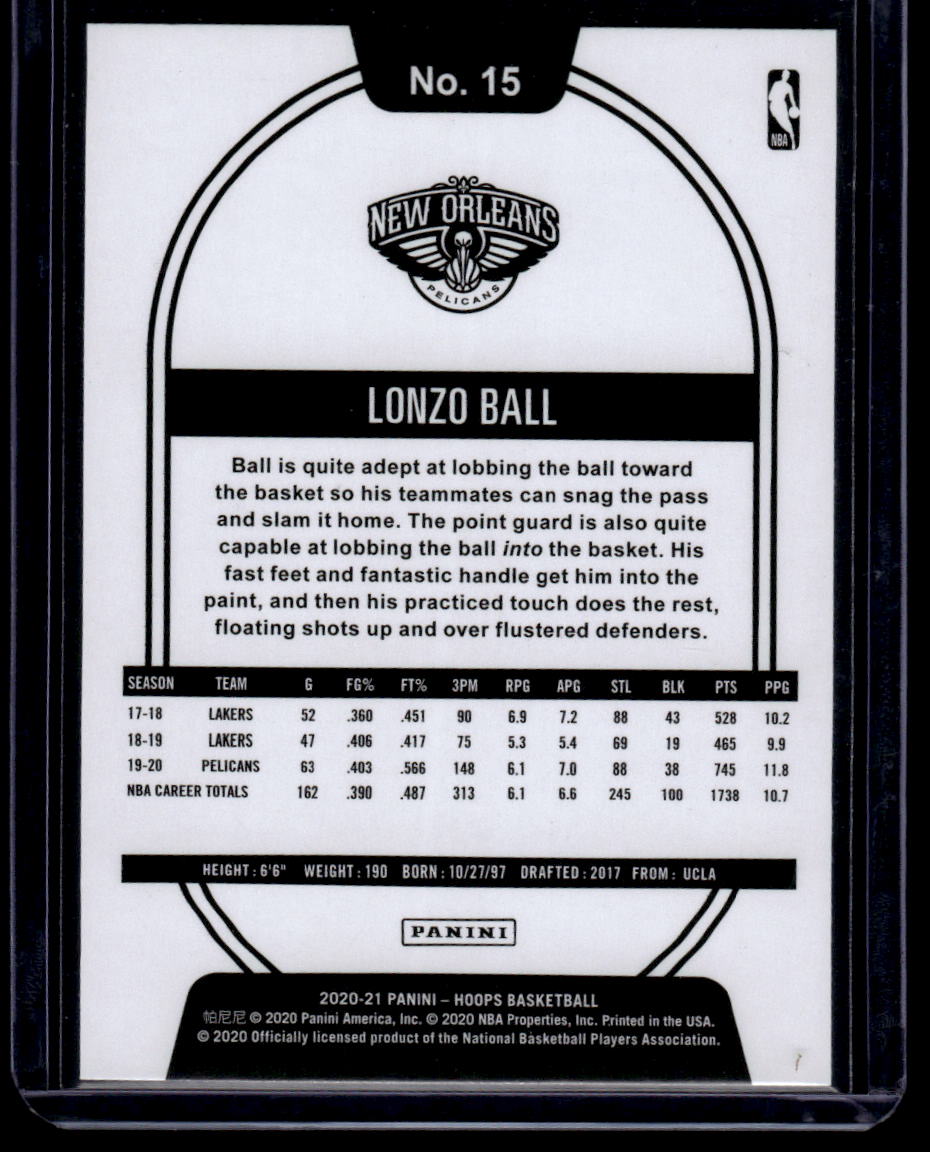 No. 15
NBA
NEW ORLEANS
PELICANS
LONZO BALL
Ball is quite adept at lobbing the ball toward
the basket so his teammates can snag the pass
and slam it home. The point guard is also quite
capable at lobbing the ball into the basket. His
fast feet and fantastic handle get him into the
paint, and then his practiced touch does the rest,
floating shots up and over flustered defenders.
SEASON TEAM G FG% FT% 3PM RPG APG STL BLK PTS PPG
17-18 LAKERS 52 .360 .451 90 6.9 7.2 88 43 528 10.2
18-19 LAKERS 47 .406 .417 75 5.3 5.4 69 19 465 9.9
19-20 PELICANS 63 .403 .566 148 6.1 7.0 88 38 745 11.8
NBA CAREER TOTALS 162 .390 .487 313 6.1 6.6 245 100 1738 10.7
HEIGHT: 6'6" WEIGHT: 190 BORN: 10/27/97 DRAFTED: 2017 FROM: UCLA
PANINI
2020-21 PANINI – HOOPS BASKETBALL
帕尼尼 © 2020 Panini America, Inc. © 2020 NBA Properties, Inc. Printed in the USA.
© 2020 Officially licensed product of the National Basketball Players Association.